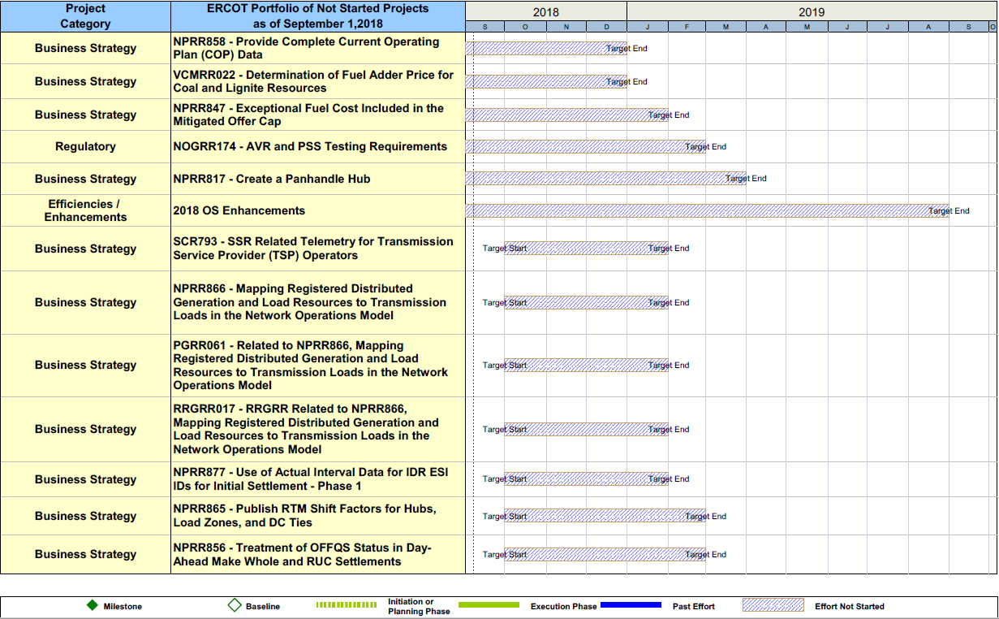 Project
Category
ERCOT Portfolio of Not Started Projects
as of September 1,2018
2018
2019
S O N D J F M A M J J A S O
Business Strategy
NPRR858 - Provide Complete Current Operating
Plan (COP) Data
Target End
Business Strategy
VCMRR022 - Determination of Fuel Adder Price for
Coal and Lignite Resources
Target End
Business Strategy
NPRR847 - Exceptional Fuel Cost Included in the
Mitigated Offer Cap
Target End
Regulatory
NOGRR174 - AVR and PSS Testing Requirements
Target End
Business Strategy
NPRR817 - Create a Panhandle Hub
Target End
Efficiencies /
Enhancements
2018 OS Enhancements
Target End
Business Strategy
SCR793 - SSR Related Telemetry for Transmission
Service Provider (TSP) Operators
Target Start
Target End
Business Strategy
NPRR866 - Mapping Registered Distributed
Generation and Load Resources to Transmission
Loads in the Network Operations Model
Target Start
Target End
Business Strategy
PGRR061 - Related to NPRR866, Mapping
Registered Distributed Generation and Load
Resources to Transmission Loads in the Network
Operations Model
Target Start
Target End
Business Strategy
RRGRR017 - RRGRR Related to NPRR866,
Mapping Registered Distributed Generation and
Load Resources to Transmission Loads in the
Network Operations Model
Target Start
Target End
Business Strategy
NPRR877 - Use of Actual Interval Data for IDR ESI
IDs for Initial Settlement - Phase 1
Target Start
Target End
Business Strategy
NPRR865 - Publish RTM Shift Factors for Hubs,
Load Zones, and DC Ties
Target Start
Target End
Business Strategy
NPRR856 - Treatment of OFFQS Status in Day-
Ahead Make Whole and RUC Settlements
Target Start
Target End
Milestone
Baseline
Initiation or
Planning Phase
Execution Phase
Past Effort
Effort Not Started